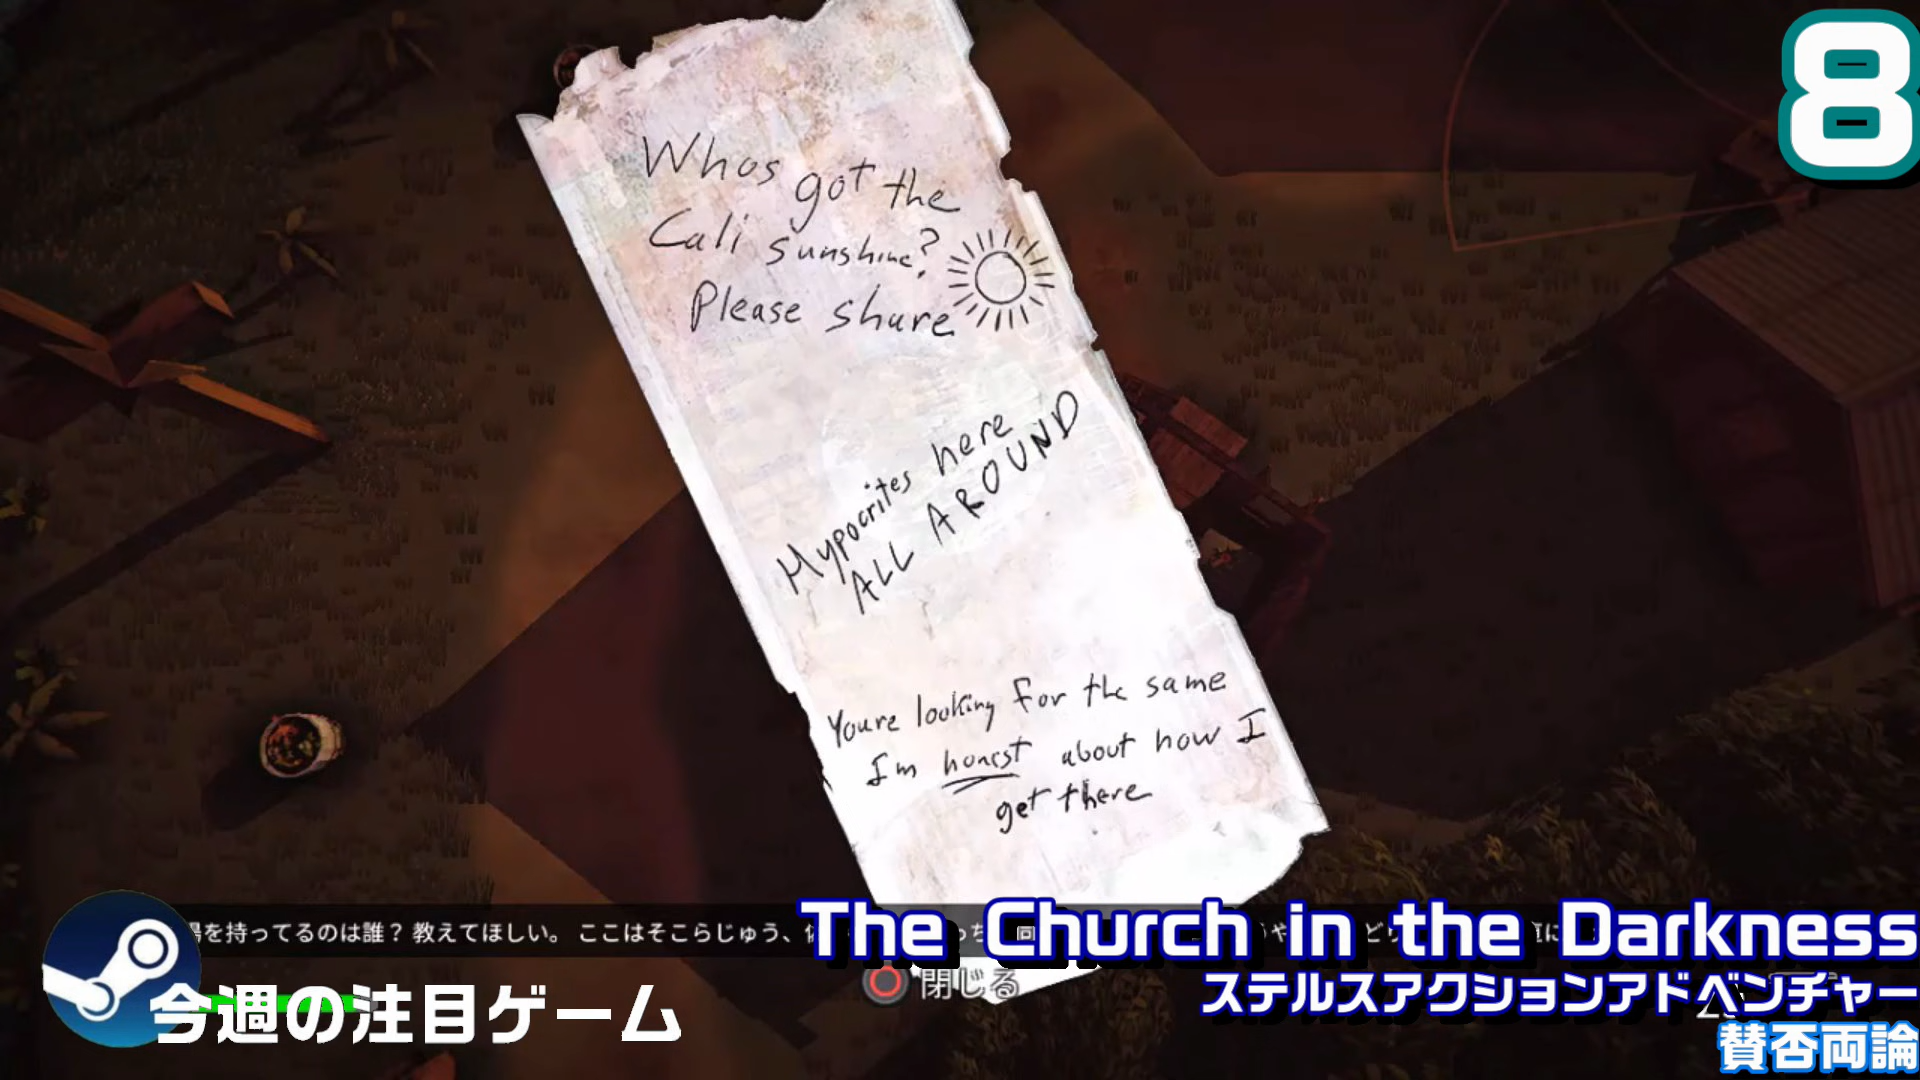 8
Whos got the
Cali sunshine?
Please share
Hypocrites here
ALL AROUND
Youre looking for the same
I'm honest about how I
get there
を持ってるのは誰? 教えてほしい。 ここはそこらじゅう、
The Church in the Darkness
閉じる
ステルスアクションアドベンチャー
今週の注目ゲーム
賛否両論